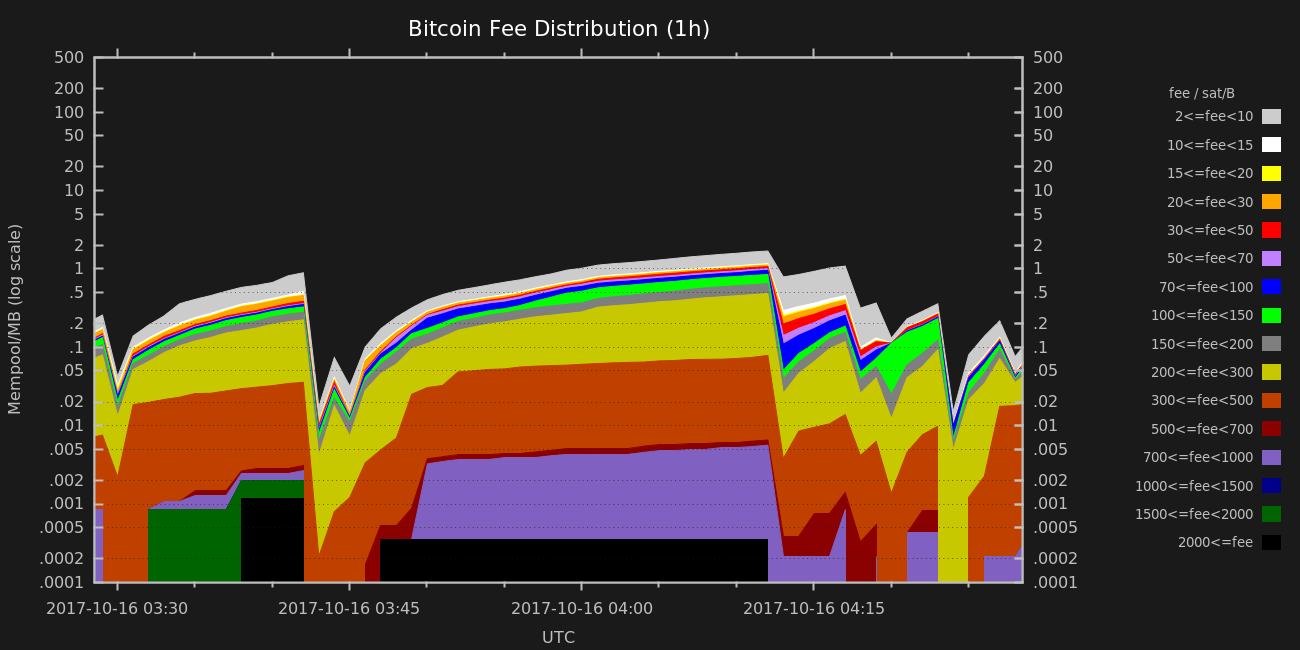 Bitcoin Fee Distribution (1h)
Mempool/MB (log scale)
500
200
100
50
20
10
5
2
1
.5
.2
.1
.05
.02
.01
.005
.002
.001
.0005
.0002
.0001
500
200
100
50
20
10
5
2
1
.5
.2
.1
.05
.02
.01
.005
.002
.001
.0005
.0002
.0001
2017-10-16 03:30 2017-10-16 03:45 2017-10-16 04:00 2017-10-16 04:15
UTC
fee / sat/B
2<=fee<10
10<=fee<15
15<=fee<20
20<=fee<30
30<=fee<50
50<=fee<70
70<=fee<100
100<=fee<150
150<=fee<200
200<=fee<300
300<=fee<500
500<=fee<700
700<=fee<1000
1000<=fee<1500
1500<=fee<2000
2000<=fee